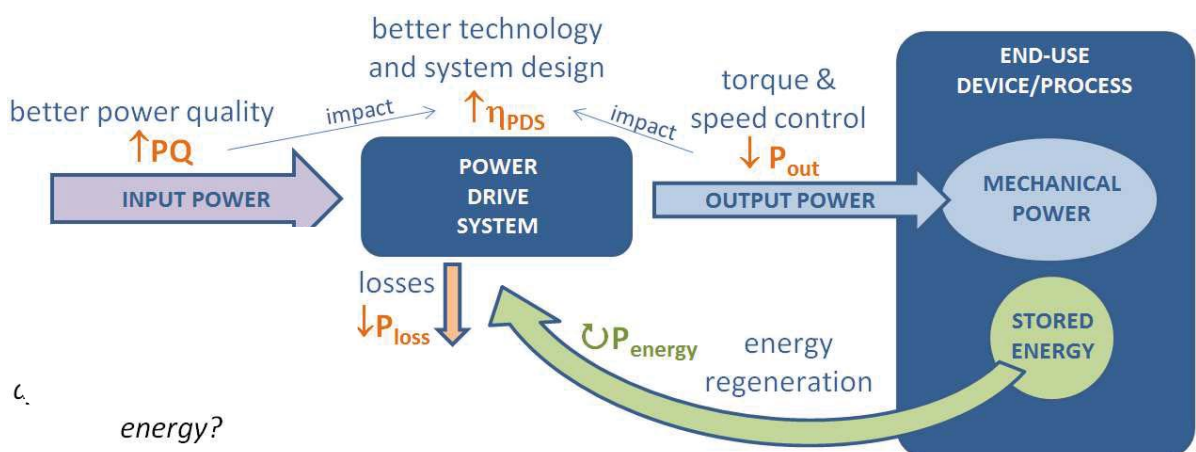 better technology
and system design
↑ηPDS
better power quality
↑PQ
impact
impact
torque &
speed control
↓ Pout
END-USE
DEVICE/PROCESS
INPUT POWER
POWER
DRIVE
SYSTEM
OUTPUT POWER
MECHANICAL
POWER
losses
↓Ploss
↻Penergy
energy
regeneration
STORED
ENERGY
energy?